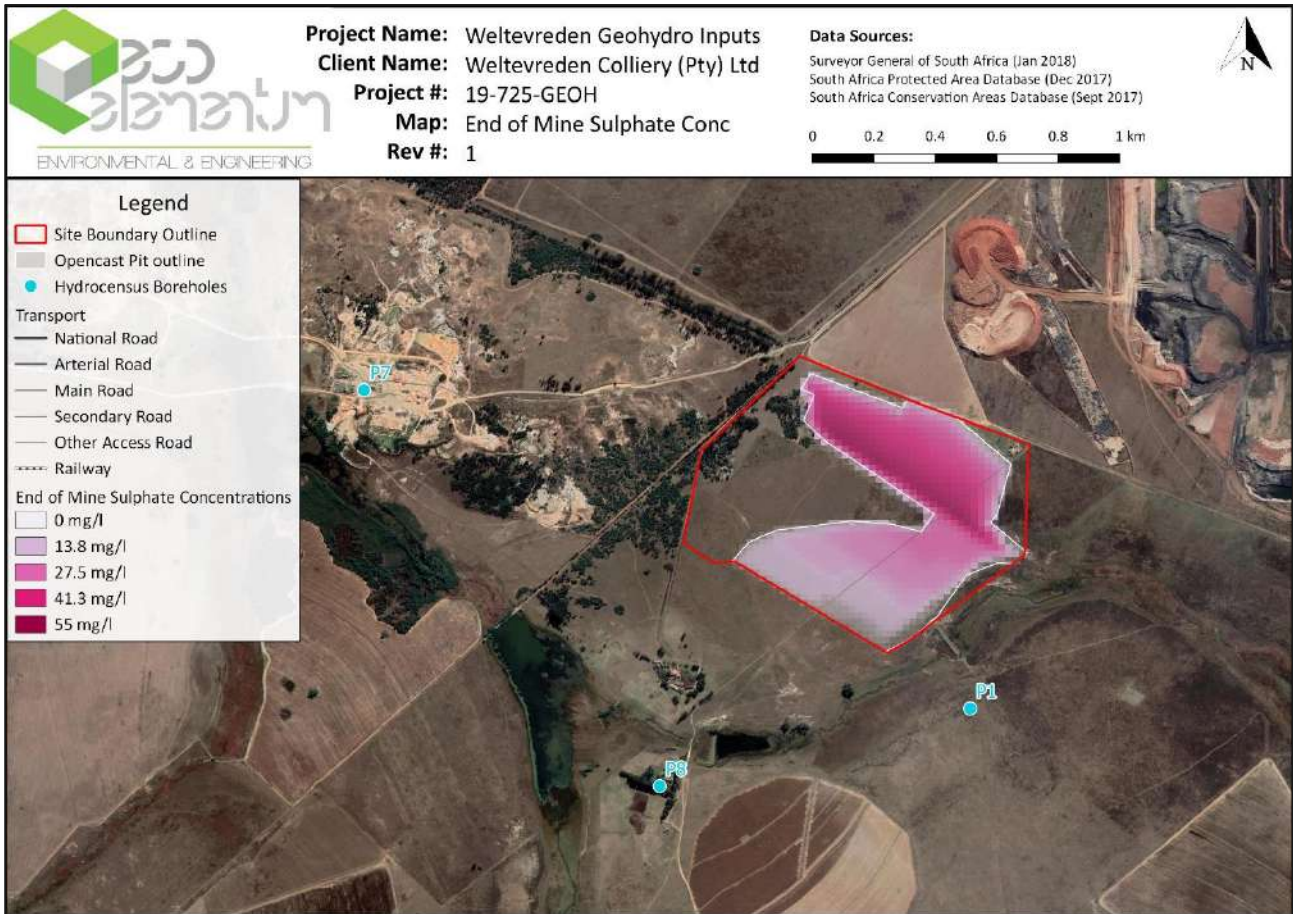 eco
elementum
ENVIRONMENTAL & ENGINEERING
Project Name: Weltevreden Geohydro Inputs
Client Name: Weltevreden Colliery (Pty) Ltd
Project #: 19-725-GEOH
Map: End of Mine Sulphate Conc
Rev #: 1
Data Sources:
Surveyor General of South Africa (Jan 2018)
South Africa Protected Area Database (Dec 2017)
South Africa Conservation Areas Database (Sept 2017)
0 0.2 0.4 0.6 0.8 1 km
N
Legend
Site Boundary Outline
Opencast Pit outline
Hydrocensus Boreholes
Transport
National Road
Arterial Road
Main Road
Secondary Road
Other Access Road
Railway
End of Mine Sulphate Concentrations
0 mg/l
13.8 mg/l
27.5 mg/l
41.3 mg/l
55 mg/l
P7
P1
P8